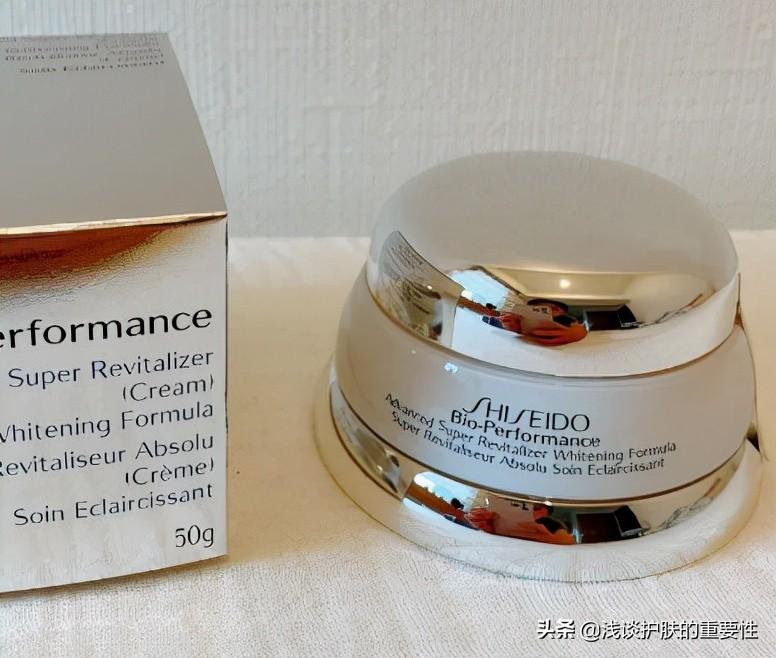 erformance
Super Revitalizer
(Cream)
Whitening Formula
Revitaliseur Absolu
(Crème)
Soin Eclaircissant
50g
SHISEIDO
Bio-Performance
Advanced Super Revitalizer Whitening Formula
Super Revitaliseur Absolu Soin Eclaircissant
头条 @浅谈护肤的重要性